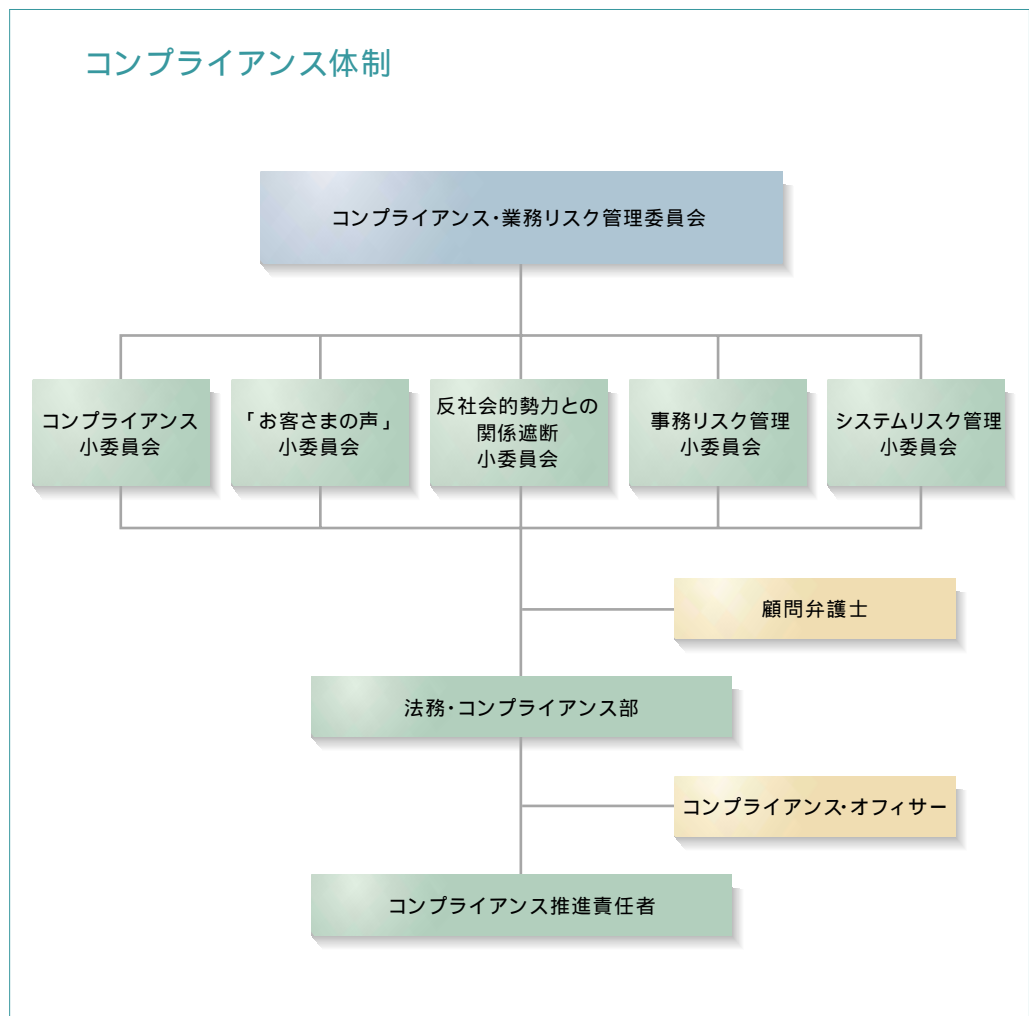 コンプライアンス体制
コンプライアンス・業務リスク管理委員会
コンプライアンス
小委員会
「お客さまの声」
小委員会
反社会的勢力との
関係遮断
小委員会
事務リスク管理
小委員会
システムリスク管理
小委員会
顧問弁護士
法務・コンプライアンス部
コンプライアンス・オフィサー
コンプライアンス推進責任者